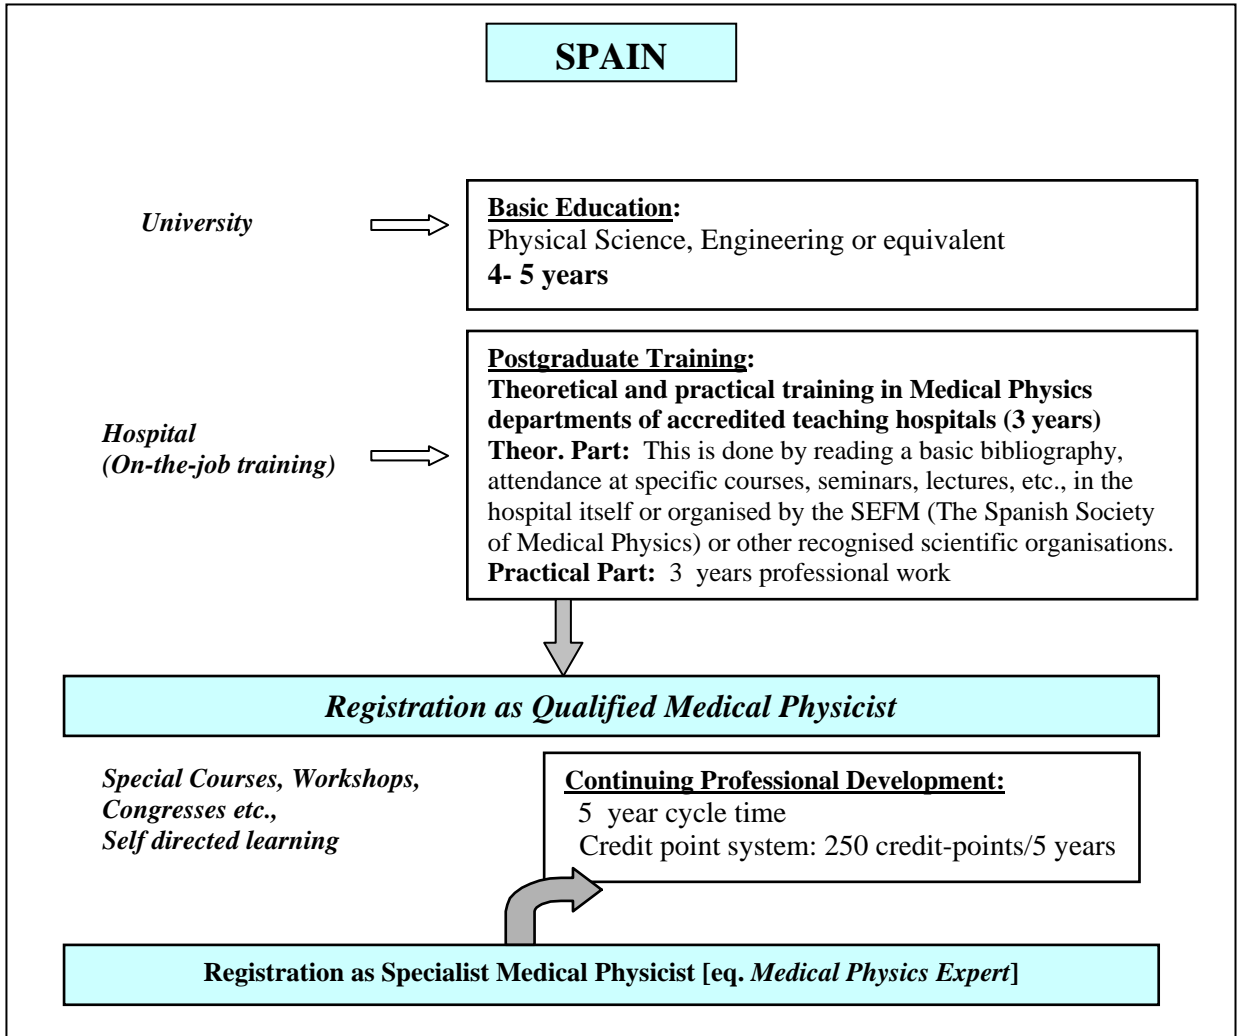 SPAIN
University
Basic Education:
Physical Science, Engineering or equivalent
4- 5 years
Hospital
(On-the-job training)
Postgraduate Training:
Theoretical and practical training in Medical Physics
departments of accredited teaching hospitals (3 years)
Theor. Part: This is done by reading a basic bibliography,
attendance at specific courses, seminars, lectures, etc., in the
hospital itself or organised by the SEFM (The Spanish Society
of Medical Physics) or other recognised scientific organisations.
Practical Part: 3 years professional work
Registration as Qualified Medical Physicist
Special Courses, Workshops,
Congresses etc.,
Self directed learning
Continuing Professional Development:
5 year cycle time
Credit point system: 250 credit-points/5 years
Registration as Specialist Medical Physicist [eq. Medical Physics Expert]